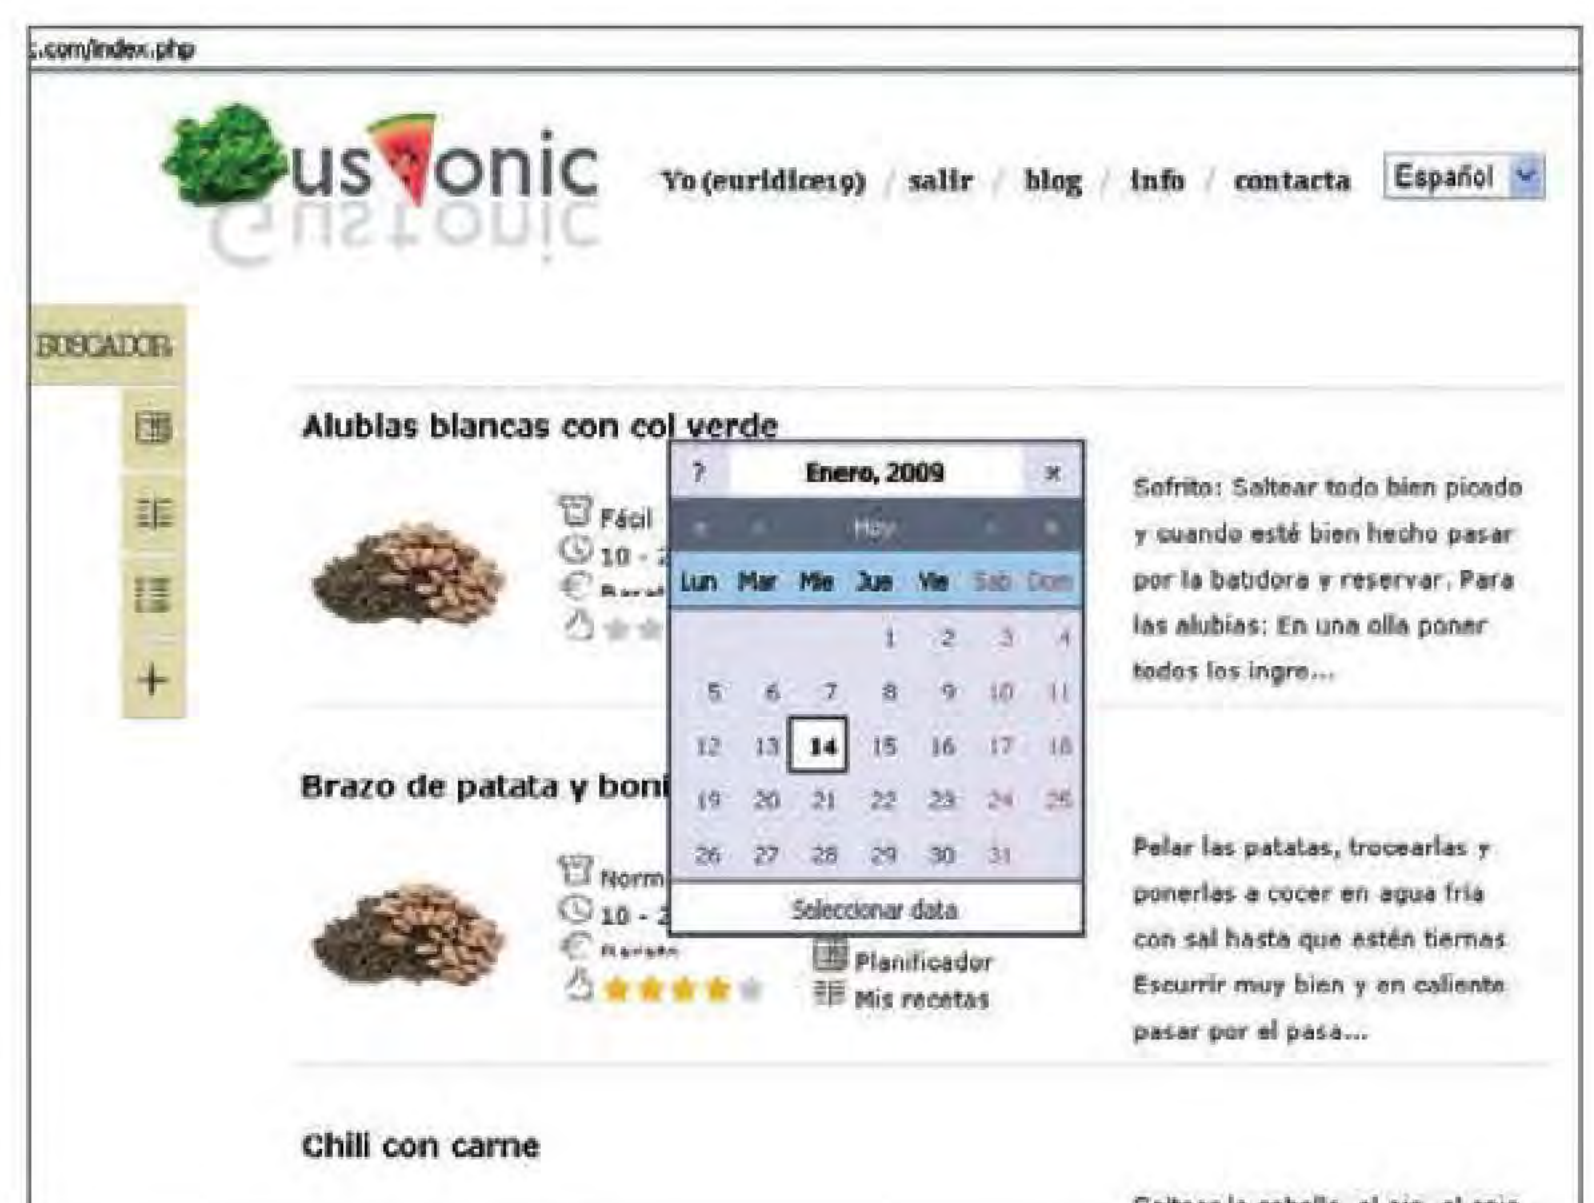 :.com/index.php
Gustonic
Yo (euridice19) / salir / blog / info / contacta
Español
BUSCADOR
Alubias blancas con col verde
Fácil
10 - 2
? Enero, 2009 ×
Hoy
Lun Mar Mie Jue Vie Sab Dom
1 2 3 4
5 6 7 8 9 10 11
12 13 14 15 16 17 18
19 20 21 22 23 24 25
26 27 28 29 30 31
Seleccionar data
Sofrito: Saltear todo bien picado
y cuando esté bien hecho pasar
por la batidora y reservar. Para
las alubias: En una olla poner
todos los ingre...
Brazo de patata y boni
Norm
10 - 2
Planificador
Mis recetas
Pelar las patatas, trocearlas y
ponerlas a cocer en agua fría
con sal hasta que estén tiernas
Escurrir muy bien y en caliente
pasar por el pasa...
Chili con carne